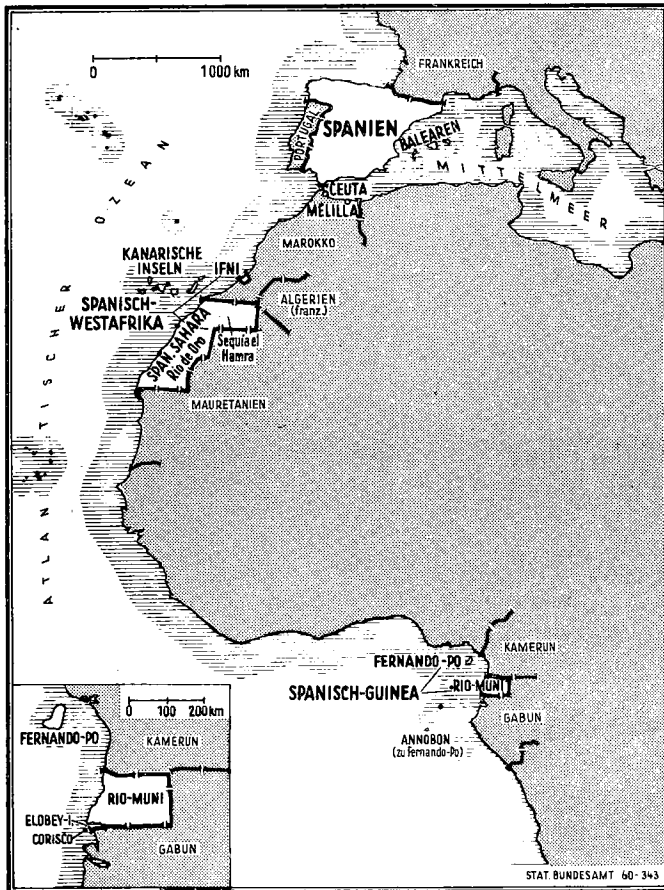 0 1000 km
FRANKREICH
PORTUGAL
SPANIEN
BALEAREN
MITTELMEER
OZEAN
CEUTA
MELILLA
MAROKKO
KANARISCHE
INSELN
IFNI
SPANISCH-
WESTAFRIKA
ALGERIEN
(franz.)
SPAN. SAHARA
Rio de Oro
Sequia el
Hamra
MAURETANIEN
ATLANTISCHER
KAMERUN
FERNANDO-PO
SPANISCH-GUINEA
RIO-MUNI
GABUN
ANNOBON
(zu Fernando-Po)
0 100 200 km
FERNANDO-PO
KAMERUN
RIO-MUNI
ELOBEY-I.
CORISCO
GABUN
STAT. BUNDESAMT 60-343